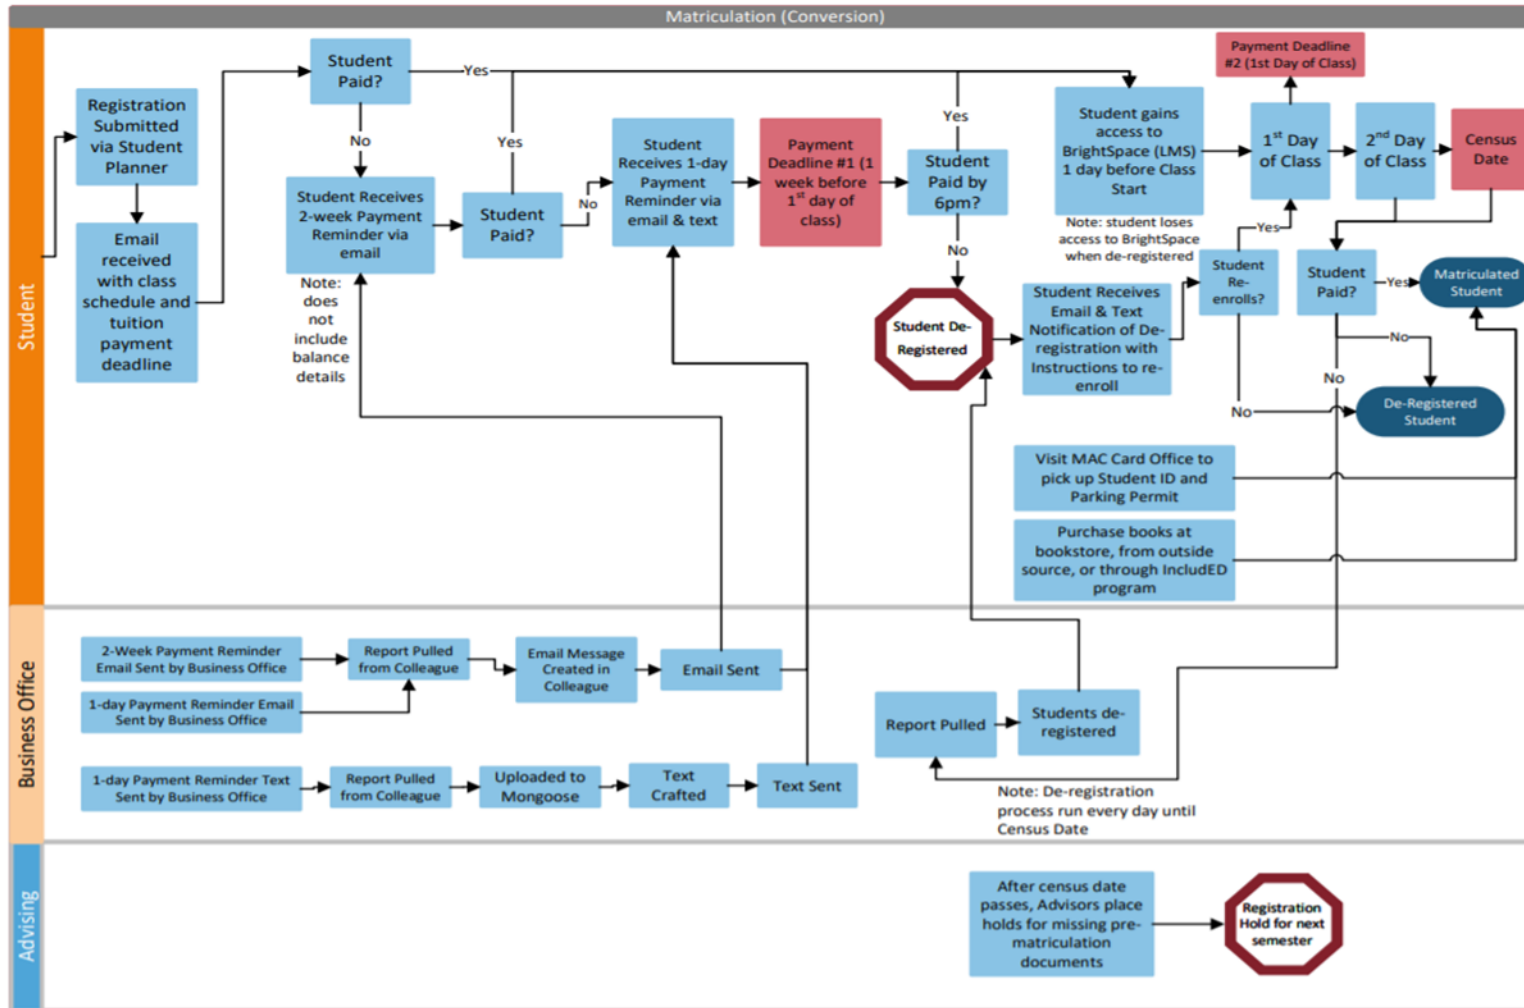 Matriculation (Conversion)
Student
Registration
Submitted
via Student
Planner
Email
received
with class
schedule and
tuition
payment
deadline
Student
Paid?
Yes
No
Student Receives
2-week Payment
Reminder via
email
Note:
does
not
include
balance
details
Student
Paid?
Yes
No
Student
Receives 1-day
Payment
Reminder via
email & text
Payment
Deadline #1 (1
week before
1st day of
class)
Student
Paid by
6pm?
Yes
No
Student De-
Registered
Student gains
access to
BrightSpace (LMS)
1 day before Class
Start
Note: student loses
access to BrightSpace
when de-registered
Student Receives
Email & Text
Notification of De-
registration with
Instructions to re-
enroll
Student
Re-
enrolls?
Yes
No
Payment Deadline
#2 (1st Day of Class)
1st Day
of Class
2nd Day
of Class
Census
Date
Student
Paid?
Yes
No
No
Matriculated
Student
De-Registered
Student
Visit MAC Card Office to
pick up Student ID and
Parking Permit
Purchase books at
bookstore, from outside
source, or through IncludED
program
Business Office
2-Week Payment Reminder
Email Sent by Business Office
Report Pulled
from Colleague
Email Message
Created in
Colleague
Email Sent
1-day Payment Reminder Email
Sent by Business Office
1-day Payment Reminder Text
Sent by Business Office
Report Pulled
from Colleague
Uploaded to
Mongoose
Text
Crafted
Text Sent
Report Pulled
Students de-
registered
Note: De-registration
process run every day until
Census Date
Advising
After census date
passes, Advisors place
holds for missing pre-
matriculation
documents
Registration
Hold for next
semester